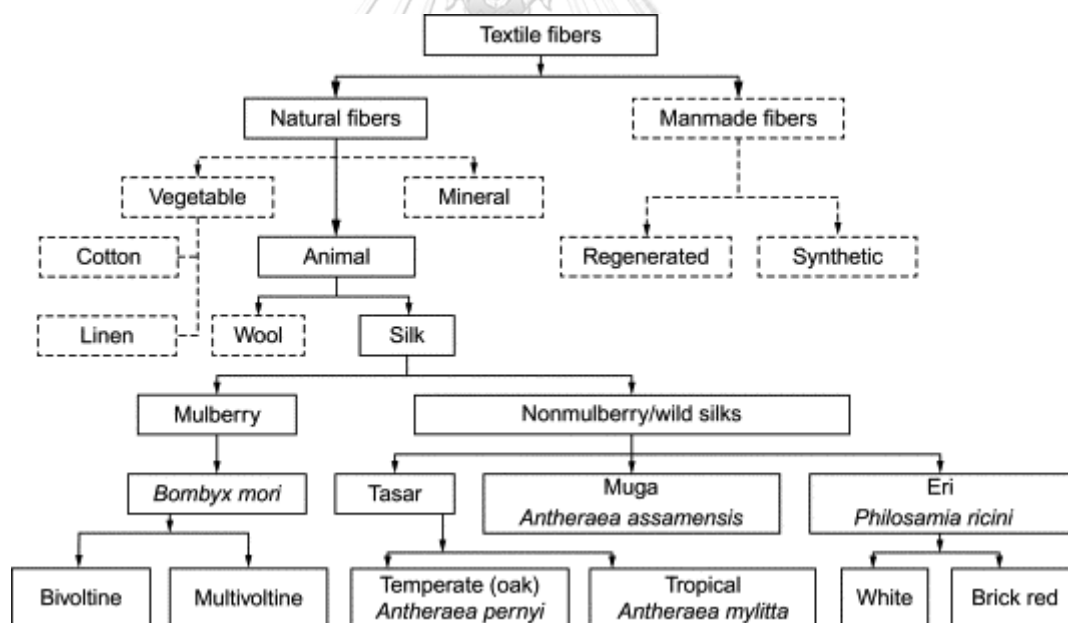 Textile fibers
Natural fibers
Manmade fibers
Vegetable
Mineral
Cotton
Animal
Regenerated
Synthetic
Linen
Wool
Silk
Mulberry
Nonmulberry/wild silks
Bombyx mori
Tasar
Muga
Antheraea assamensis
Eri
Philosamia ricini
Bivoltine
Multivoltine
Temperate (oak)
Antheraea pernyi
Tropical
Antheraea mylitta
White
Brick red